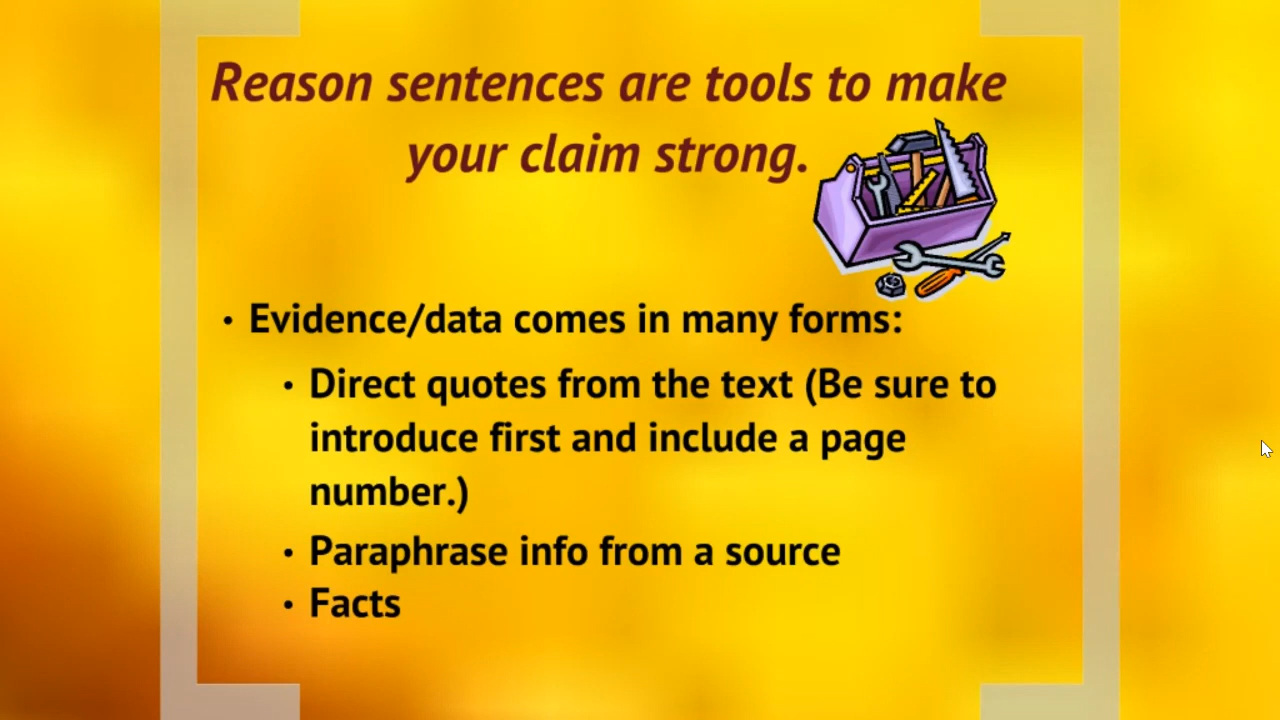 Reason sentences are tools to make
your claim strong.
• Evidence/data comes in many forms:
• Direct quotes from the text (Be sure to
introduce first and include a page
number.)
• Paraphrase info from a source
• Facts